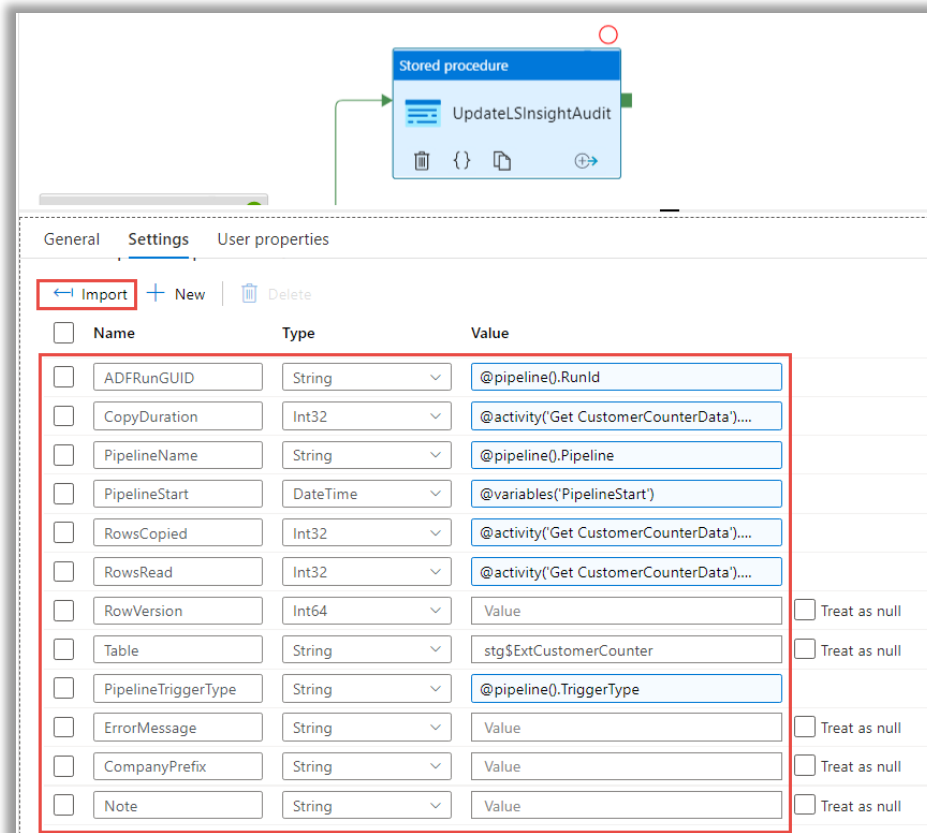 Stored procedure
UpdateLSInsightAudit
{}
General Settings User properties
Import + New Delete
Name Type Value
ADFRunGUID String @pipeline().RunId
CopyDuration Int32 @activity('Get CustomerCounterData')....
PipelineName String @pipeline().Pipeline
PipelineStart DateTime @variables('PipelineStart')
RowsCopied Int32 @activity('Get CustomerCounterData')....
RowsRead Int32 @activity('Get CustomerCounterData')....
RowVersion Int64 Value Treat as null
Table String stg$ExtCustomerCounter Treat as null
PipelineTriggerType String @pipeline().TriggerType
ErrorMessage String Value Treat as null
CompanyPrefix String Value Treat as null
Note String Value Treat as null